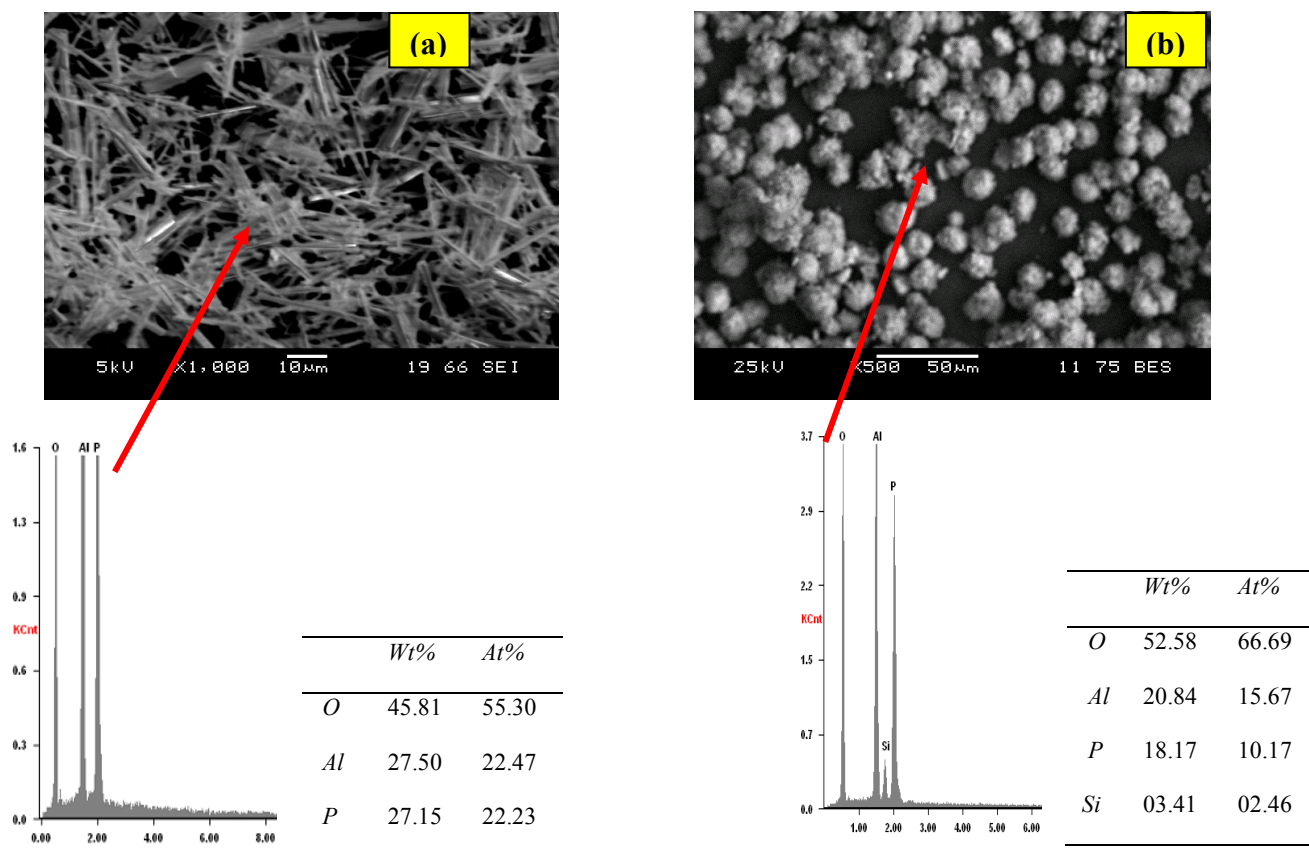 (a)
5kV X1,000 10μm 19 66 SEI
(b)
25kV X500 50μm 11 75 BES
1.6
1.3
0.9
KCnt
0.6
0.3
0.0
O Al P
0.00 2.00 4.00 6.00 8.00
Wt% At%
O 45.81 55.30
Al 27.50 22.47
P 27.15 22.23
3.7
2.9
2.2
KCnt
1.5
0.7
0.0
O Al
P
Si
1.00 2.00 3.00 4.00 5.00 6.00
Wt% At%
O 52.58 66.69
Al 20.84 15.67
P 18.17 10.17
Si 03.41 02.46